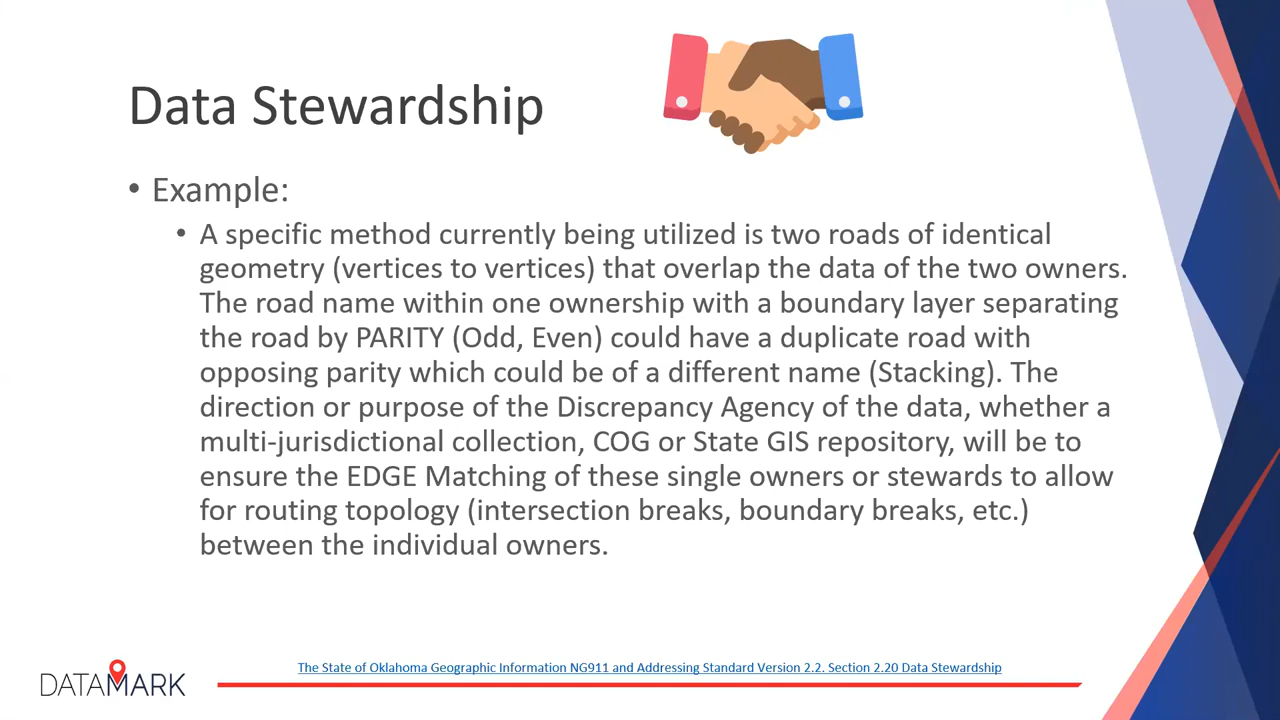 Data Stewardship
• Example:
• A specific method currently being utilized is two roads of identical
geometry (vertices to vertices) that overlap the data of the two owners.
The road name within one ownership with a boundary layer separating
the road by PARITY (Odd, Even) could have a duplicate road with
opposing parity which could be of a different name (Stacking). The
direction or purpose of the Discrepancy Agency of the data, whether a
multi-jurisdictional collection, COG or State GIS repository, will be to
ensure the EDGE Matching of these single owners or stewards to allow
for routing topology (intersection breaks, boundary breaks, etc.)
between the individual owners.
The State of Oklahoma Geographic Information NG911 and Addressing Standard Version 2.2. Section 2.20 Data Stewardship
DATAMARK